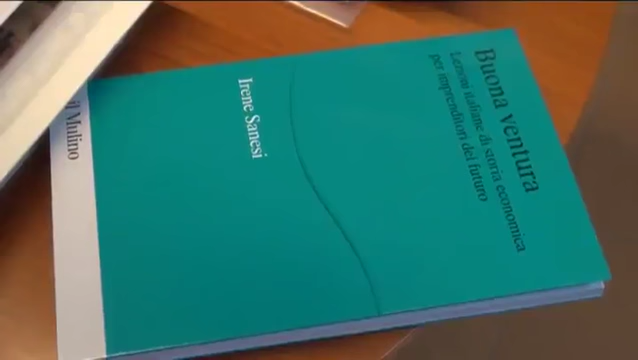 Buona ventura
Lezioni italiane di storia economica
per imprenditori del futuro
Irene Sanesi
il Mulino